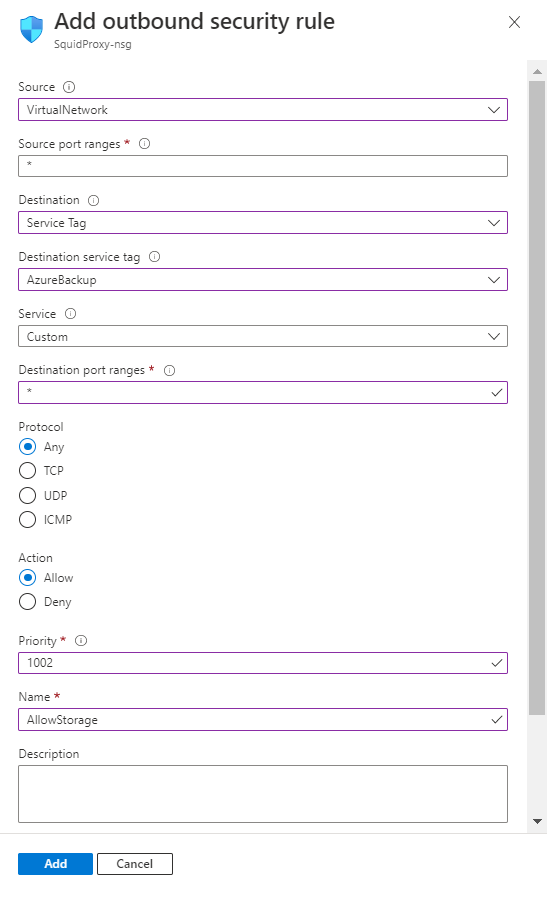 Add outbound security rule
SquidProxy-nsg
Source
VirtualNetwork
Source port ranges *
*
Destination
Service Tag
Destination service tag
AzureBackup
Service
Custom
Destination port ranges *
*
Protocol
Any
TCP
UDP
ICMP
Action
Allow
Deny
Priority *
1002
Name *
AllowStorage
Description
Add
Cancel